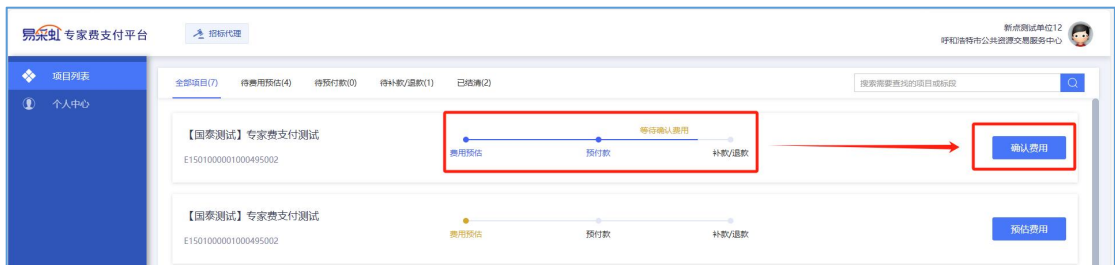 易采虹 专家费支付平台
招标代理
新点测试单位12
呼和浩特市公共资源交易服务中心
项目列表
个人中心
全部项目(7) 待费用预估(4) 待预付款(0) 待补款/退款(1) 已结清(2)
搜索需要查找的项目或标段
【国泰测试】专家费支付测试
E1501000001000495002
等待确认费用
费用预估 预付款 补款/退款
确认费用
【国泰测试】专家费支付测试
E1501000001000495002
费用预估 预付款 补款/退款
预估费用